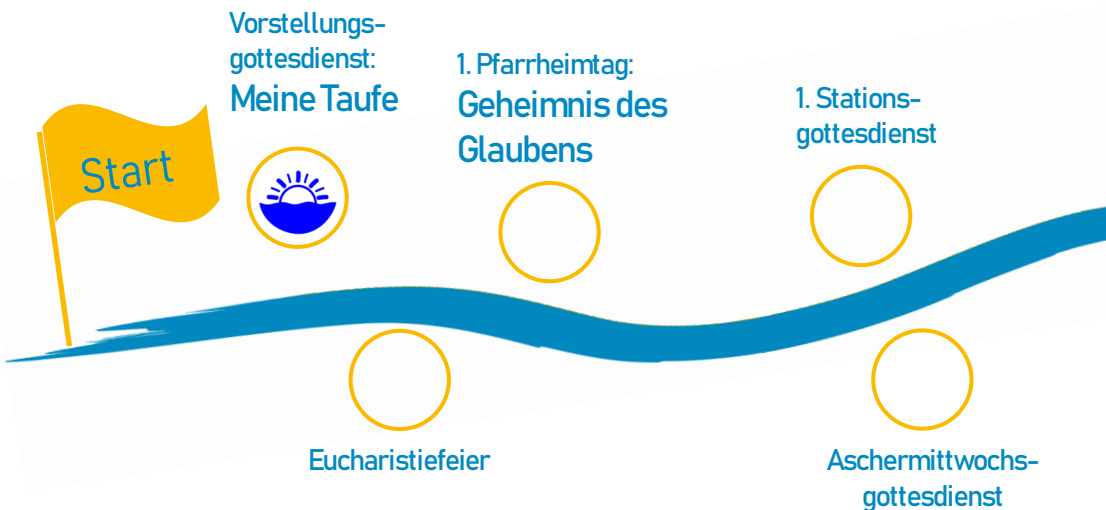 Start
Vorstellungs-
gottesdienst:
Meine Taufe
1. Pfarrheimtag:
Geheimnis des
Glaubens
1. Stations-
gottesdienst
Eucharistiefeier
Aschermittwochs-
gottesdienst